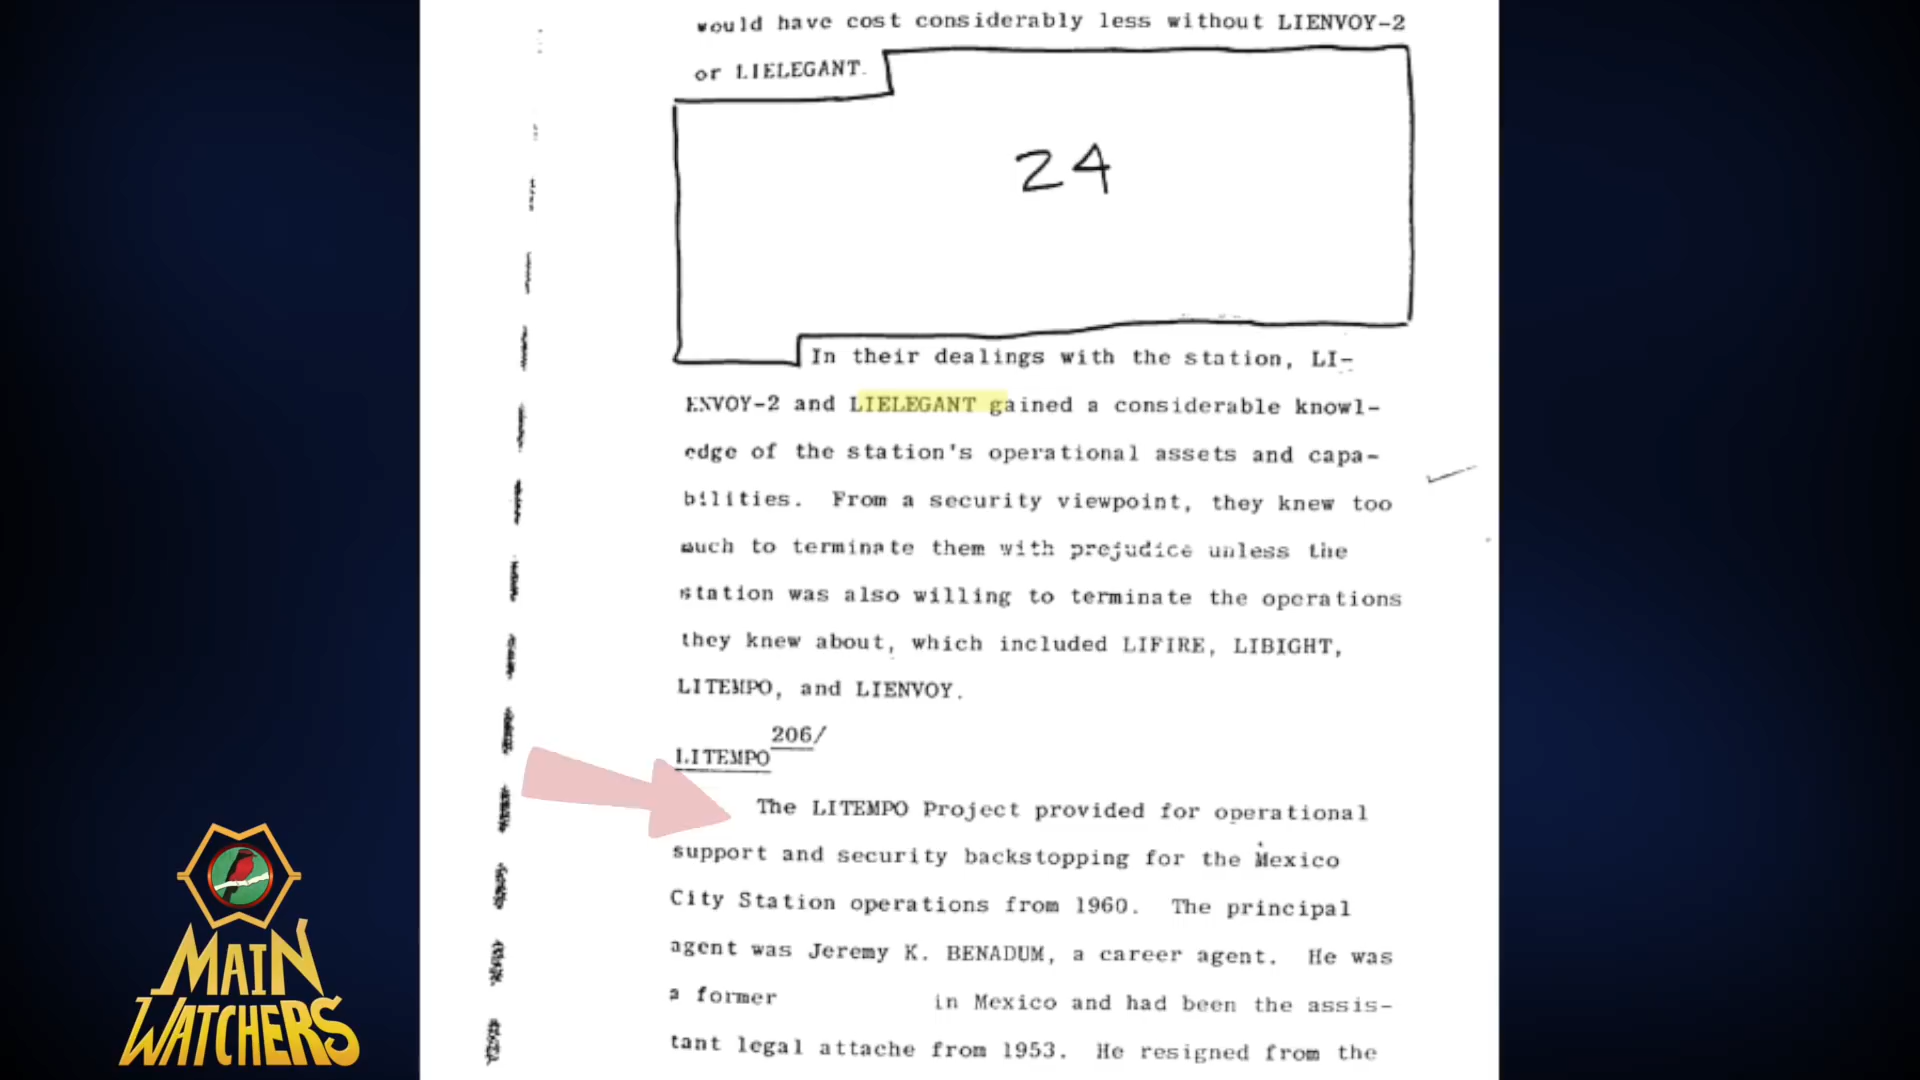 would have cost considerably less without LIENVOY-2
or LIELEGANT.
24
In their dealings with the station, LI-
ENVOY-2 and LIELEGANT gained a considerable knowl-
edge of the station's operational assets and capa-
bilities. From a security viewpoint, they knew too
much to terminate them with prejudice unless the
station was also willing to terminate the operations
they knew about, which included LIFIRE, LIBIGHT,
LITEMPO, and LIENVOY.
206/
LITEMPO
The LITEMPO Project provided for operational
support and security backstopping for the Mexico
City Station operations from 1960. The principal
agent was Jeremy K. BENADUM, a career agent. He was
a former in Mexico and had been the assis-
tant legal attache from 1953. He resigned from the
MAIN
WATCHERS